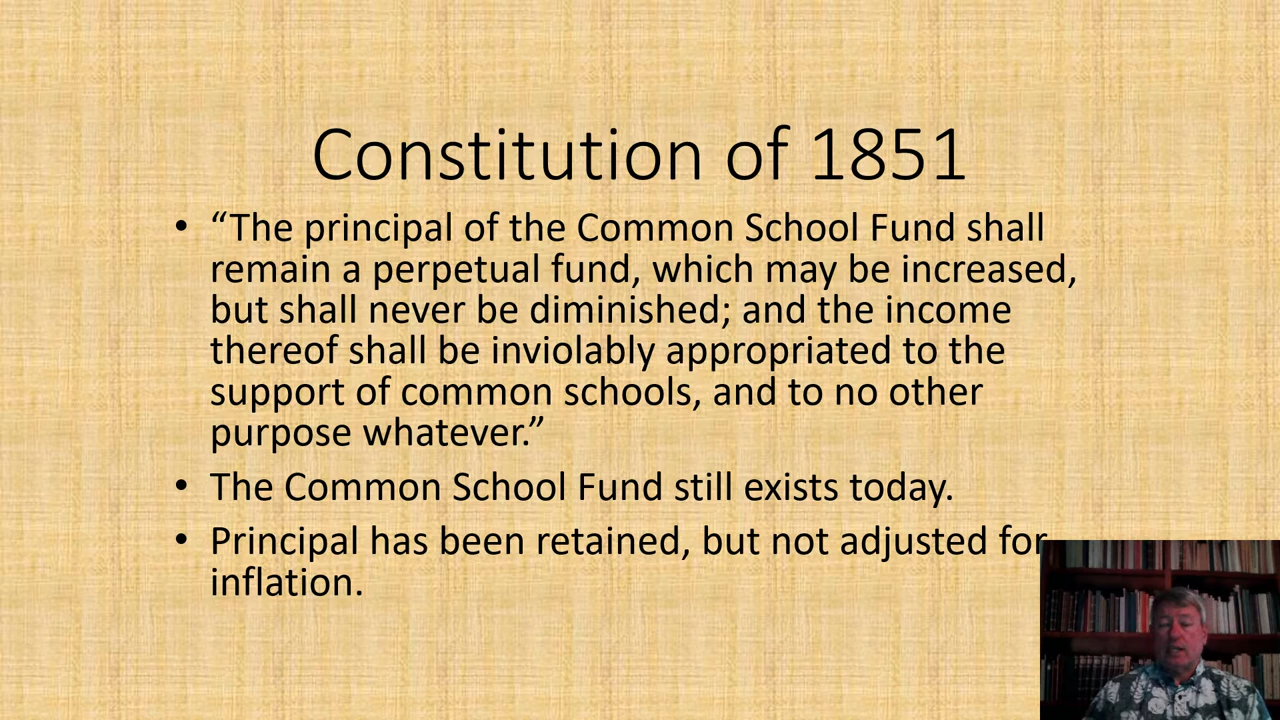 Constitution of 1851
• “The principal of the Common School Fund shall
remain a perpetual fund, which may be increased,
but shall never be diminished; and the income
thereof shall be inviolably appropriated to the
support of common schools, and to no other
purpose whatever.”
• The Common School Fund still exists today.
• Principal has been retained, but not adjusted for
inflation.